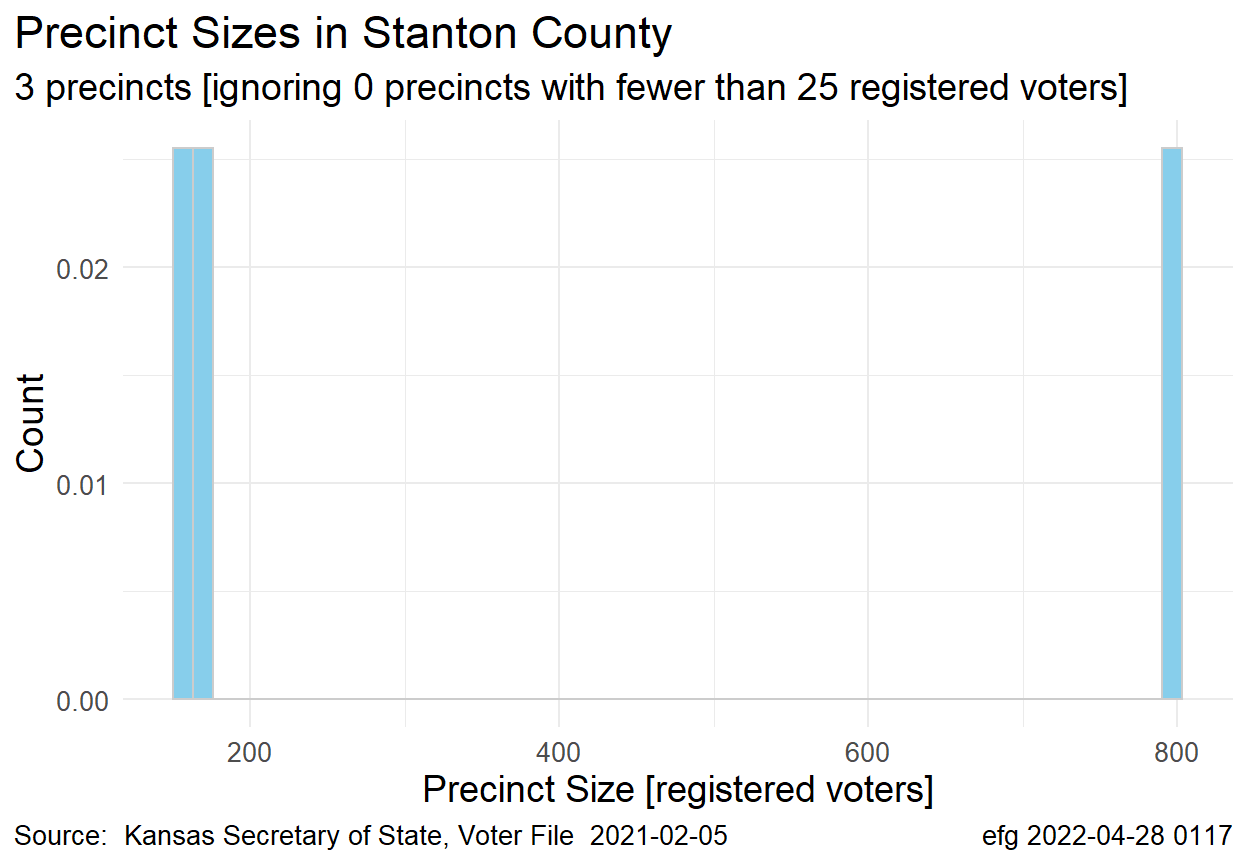 Precinct Sizes in Stanton County
3 precincts [ignoring 0 precincts with fewer than 25 registered voters]
Count
0.02
0.01
0.00
200 400 600 800
Precinct Size [registered voters]
Source:  Kansas Secretary of State, Voter File  2021-02-05
efg 2022-04-28 0117